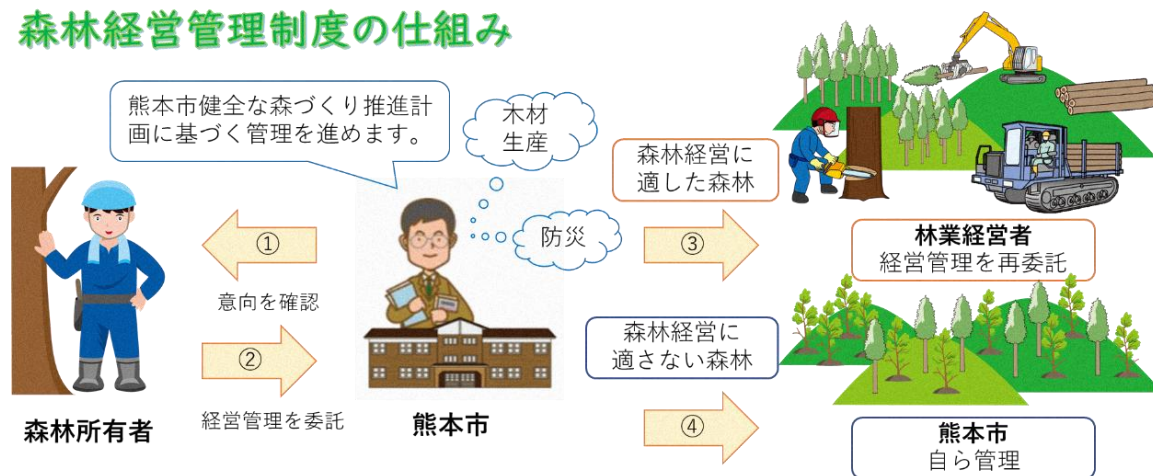 森林経営管理制度の仕組み
熊本市健全な森づくり推進計
画に基づく管理を進めます。
木材
生産
防災
①
意向を確認
②
経営管理を委託
森林所有者
熊本市
森林経営に
適した森林
③
林業経営者
経営管理を再委託
森林経営に
適さない森林
④
熊本市
自ら管理